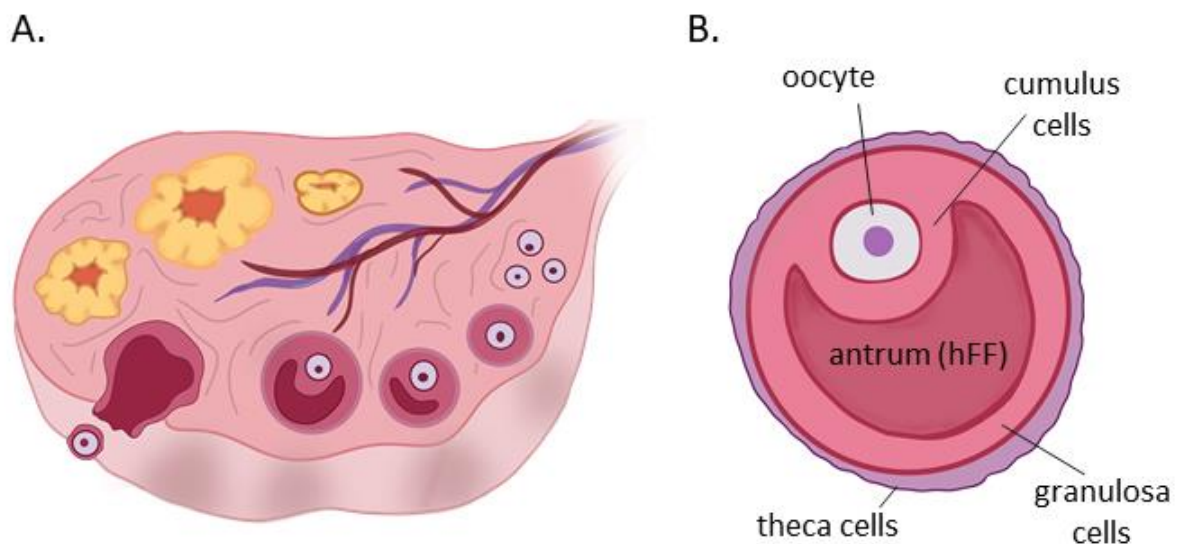 A.
B.
oocyte
cumulus
cells
antrum (hFF)
granulosa
cells
theca cells